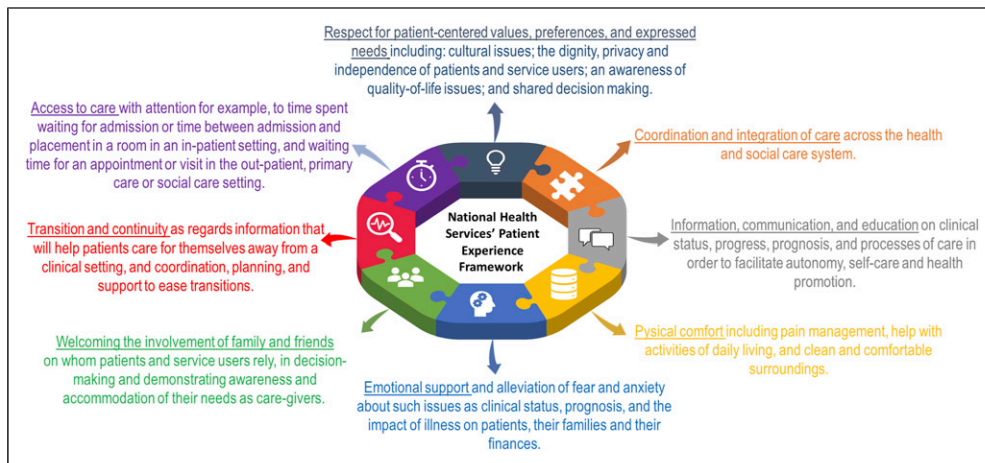 Respect for patient-centered values, preferences, and expressed
needs including: cultural issues; the dignity, privacy and
independence of patients and service users; an awareness of
quality-of-life issues; and shared decision making.
Access to care with attention for example, to time spent
waiting for admission or time between admission and
placement in a room in an in-patient setting, and waiting
time for an appointment or visit in the out-patient, primary
care or social care setting.
Coordination and integration of care across the health
and social care system.
Transition and continuity as regards information that
will help patients care for themselves away from a
clinical setting, and coordination, planning, and
support to ease transitions.
National Health
Services' Patient
Experience
Framework
Information, communication, and education on clinical
status, progress, prognosis, and processes of care in
order to facilitate autonomy, self-care and health
promotion.
Welcoming the involvement of family and friends
on whom patients and service users rely, in decision-
making and demonstrating awareness and
accommodation of their needs as care-givers.
Pysical comfort including pain management, help with
activities of daily living, and clean and comfortable
surroundings.
Emotional support and alleviation of fear and anxiety
about such issues as clinical status, prognosis, and the
impact of illness on patients, their families and their
finances.